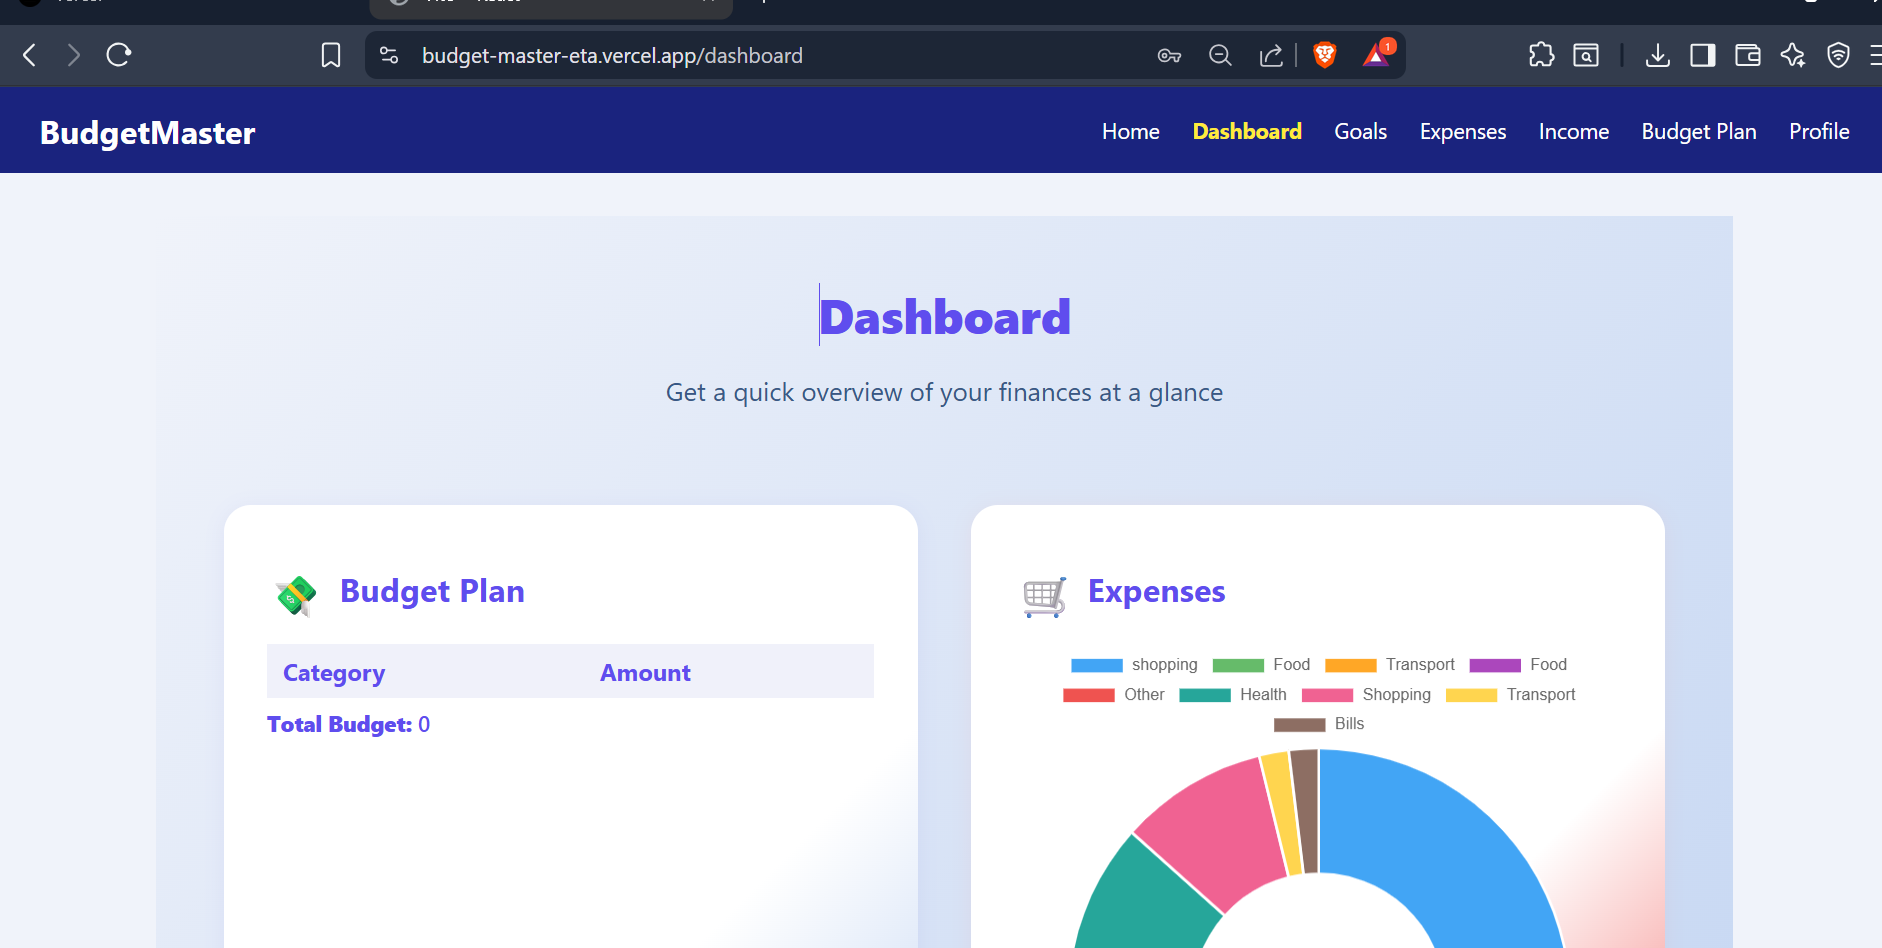 budget-master-eta.vercel.app/dashboard
1
BudgetMaster
Home Dashboard Goals Expenses Income Budget Plan Profile
Dashboard
Get a quick overview of your finances at a glance
Budget Plan
Category Amount
Total Budget: 0
Expenses
shopping Food Transport Food
Other Health Shopping Transport
Bills